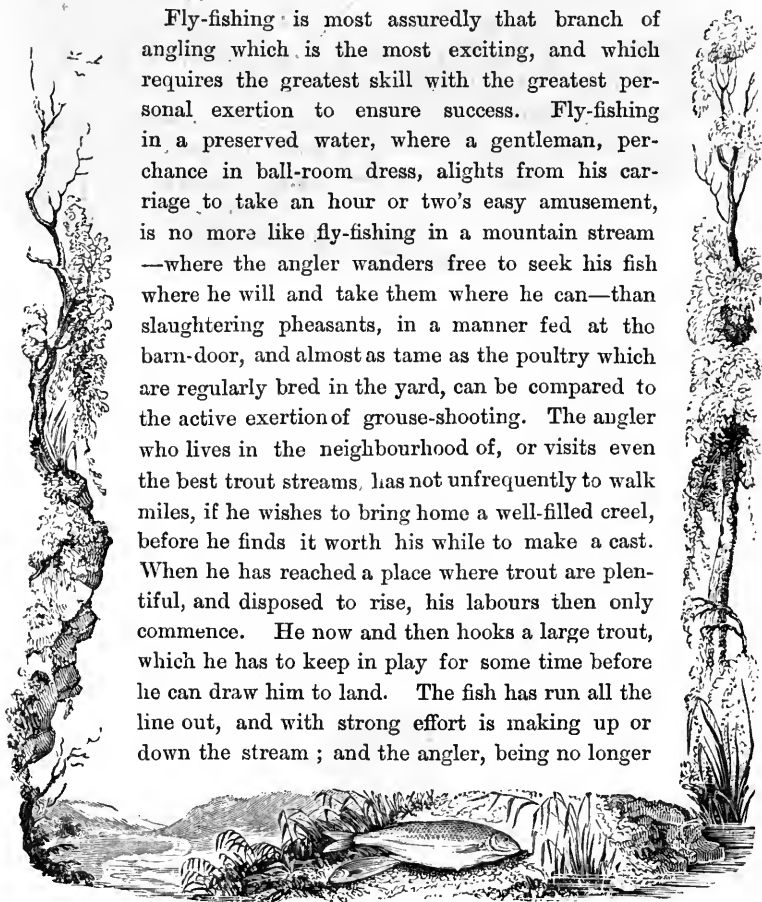 Fly-fishing is most assuredly that branch of
angling which is the most exciting, and which
requires the greatest skill with the greatest per-
sonal exertion to ensure success. Fly-fishing
in a preserved water, where a gentleman, per-
chance in ball-room dress, alights from his car-
riage to take an hour or two's easy amusement,
is no more like fly-fishing in a mountain stream
—where the angler wanders free to seek his fish
where he will and take them where he can—than
slaughtering pheasants, in a manner fed at the
barn-door, and almost as tame as the poultry which
are regularly bred in the yard, can be compared to
the active exertion of grouse-shooting. The angler
who lives in the neighbourhood of, or visits even
the best trout streams, has not unfrequently to walk
miles, if he wishes to bring home a well-filled creel,
before he finds it worth his while to make a cast.
When he has reached a place where trout are plen-
tiful, and disposed to rise, his labours then only
commence. He now and then hooks a large trout,
which he has to keep in play for some time before
he can draw him to land. The fish has run all the
line out, and with strong effort is making up or
down the stream ; and the angler, being no longer